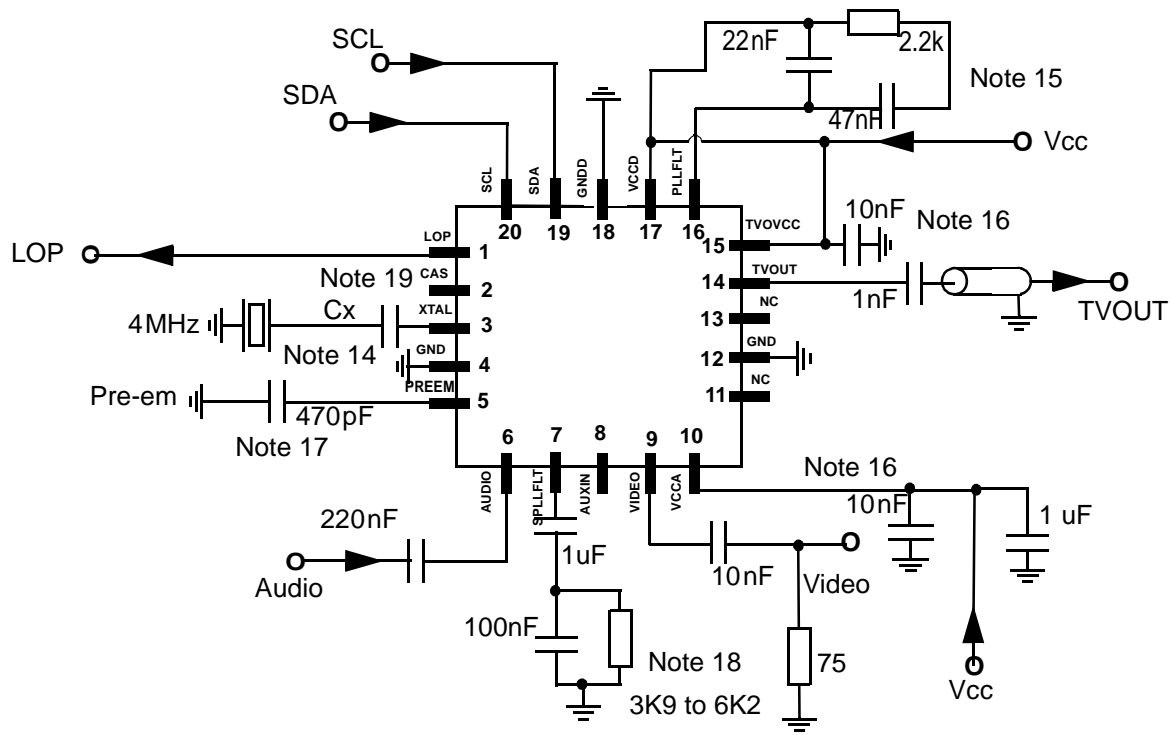 SCL
SDA
22nF
2.2k
47nF
Note 15
Vcc
SCL
SDA
GNDD
VCCD
PLLFLT
20
19
18
17
16
LOP
LOP
1
Note 19
CAS
2
4MHz
Cx
XTAL
3
Note 14
GND
4
Pre-em
PREEM
5
470pF
Note 17
TVOVCC
15
10nF
Note 16
TVOUT
14
1nF
TVOUT
NC
13
GND
12
NC
11
6
7
8
9
10
AUDIO
SPLLFLT
AUXIN
VIDEO
VCCA
220nF
Audio
1uF
100nF
Note 18
3K9 to 6K2
10nF
Video
75
Note 16
10nF
1 uF
Vcc